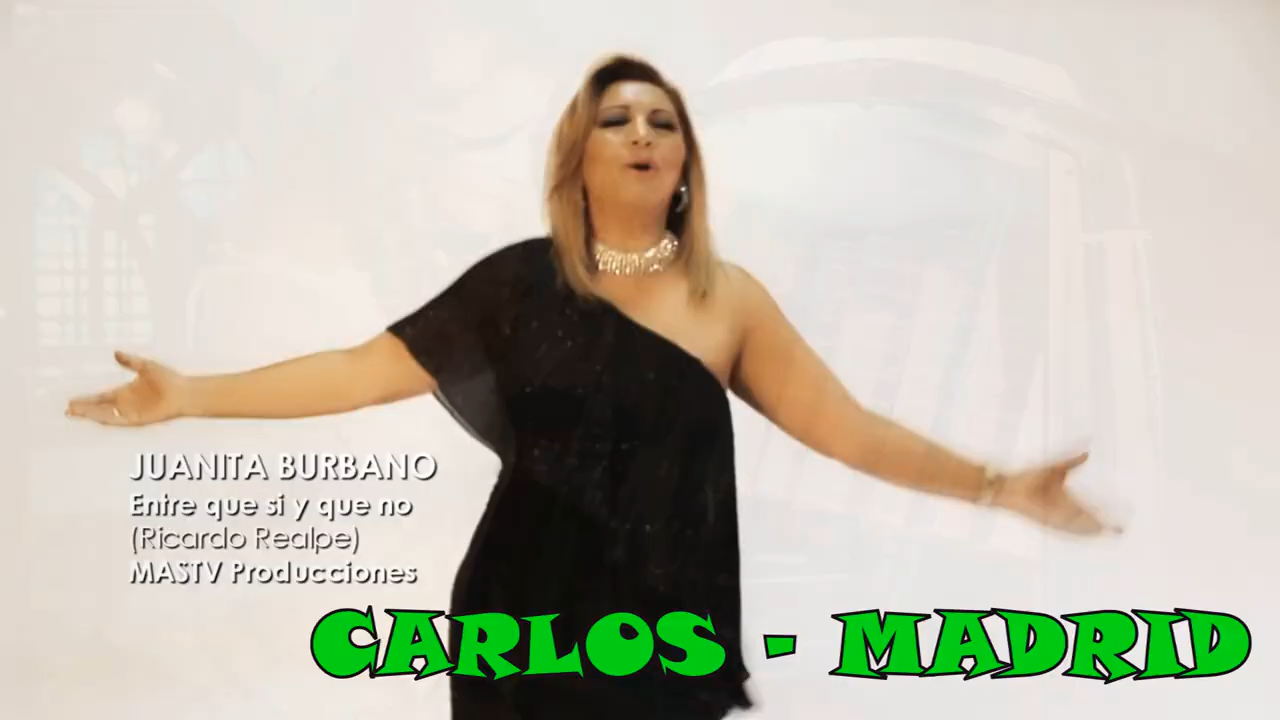 JUANITA BURBANO
Entre que si y que no
(Ricardo Realpe)
MASTV Producciones
CARLOS - MADRID